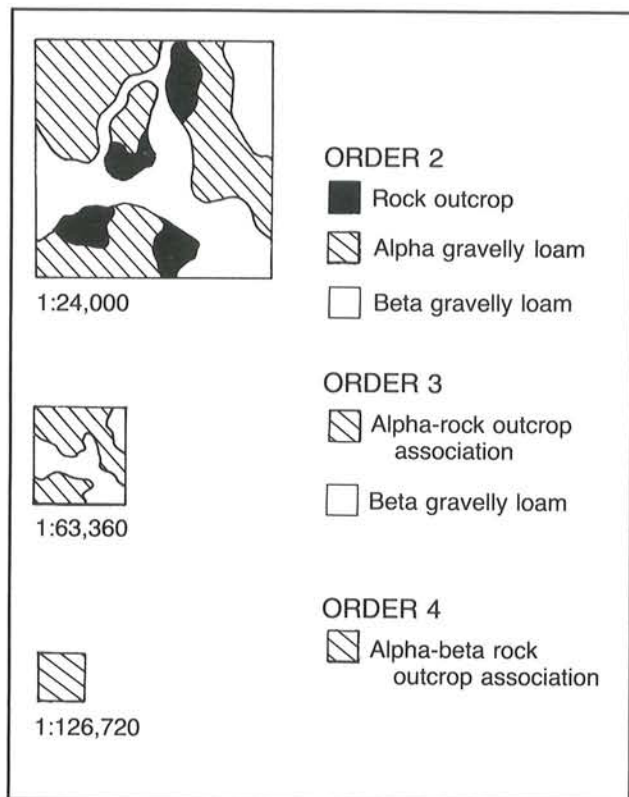 1:24,000
ORDER 2
Rock outcrop
Alpha gravelly loam
Beta gravelly loam
1:63,360
ORDER 3
Alpha-rock outcrop
association
Beta gravelly loam
1:126,720
ORDER 4
Alpha-beta rock
outcrop association